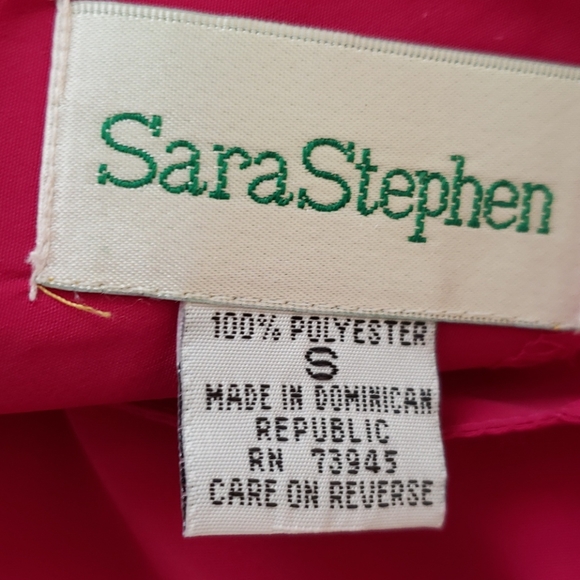 SaraStephen
100% POLYESTER
S
MADE IN DOMINICAN
REPUBLIC
RN 73945
CARE ON REVERSE